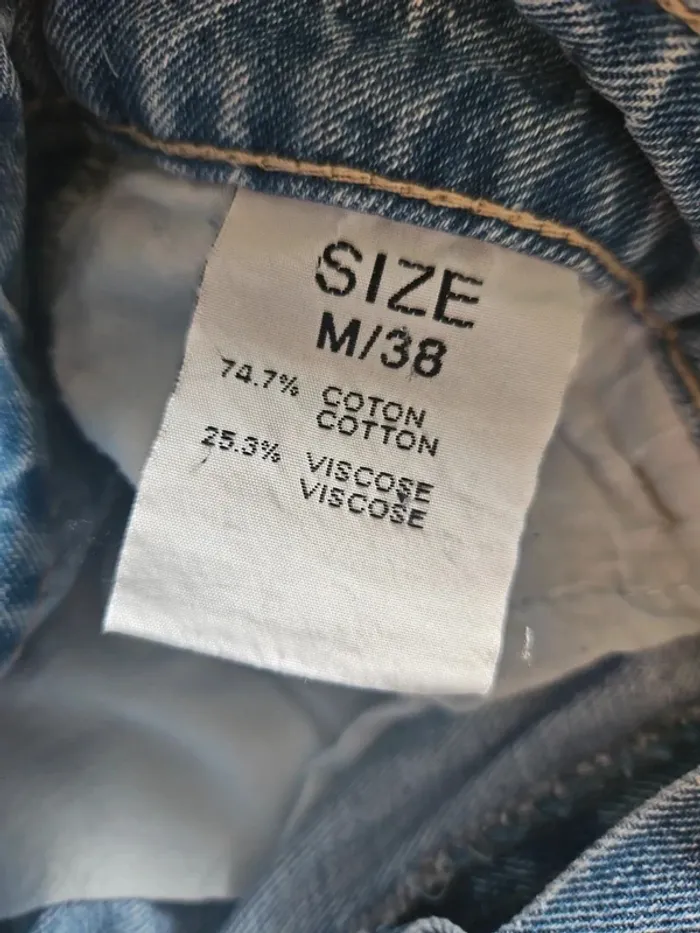 SIZE
M/38
74.7% COTON
COTTON
25.3% VISCOSE
VISCOSE